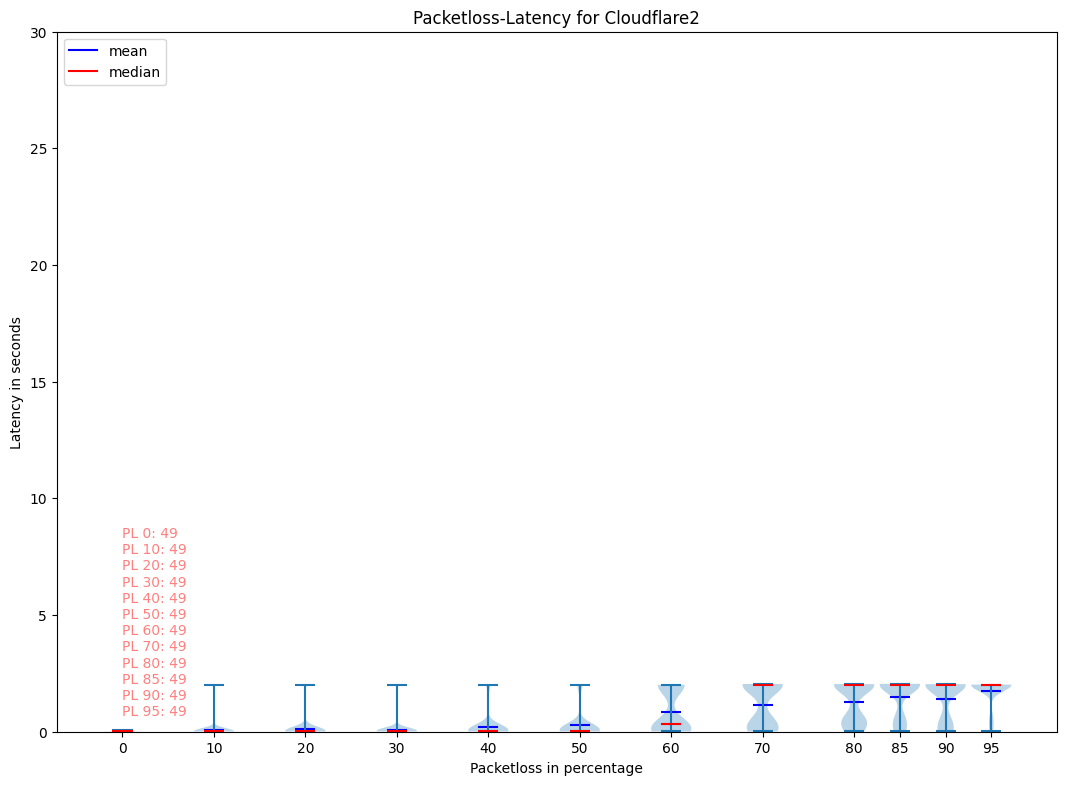 Packetloss-Latency for Cloudflare2
mean
median
30
25
20
15
10
5
0
Latency in seconds
PL 0: 49
PL 10: 49
PL 20: 49
PL 30: 49
PL 40: 49
PL 50: 49
PL 60: 49
PL 70: 49
PL 80: 49
PL 85: 49
PL 90: 49
PL 95: 49
0 10 20 30 40 50 60 70 80 85 90 95
Packetloss in percentage